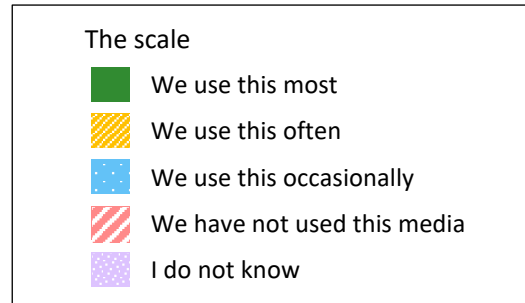 The scale
We use this most
We use this often
We use this occasionally
We have not used this media
I do not know